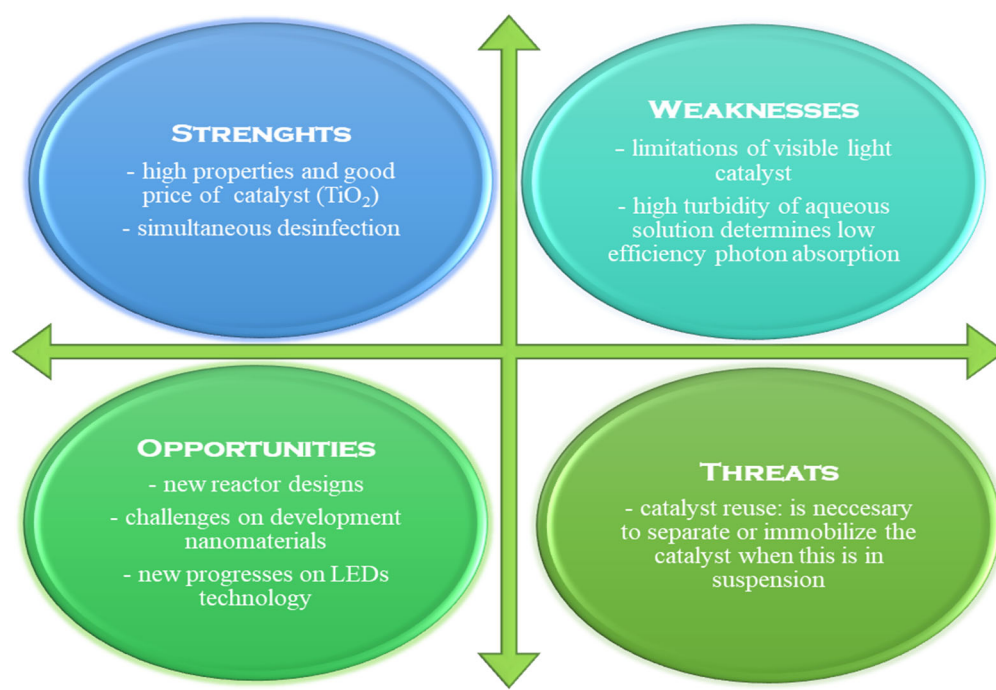 STRENGHTS
- high properties and good
price of catalyst (TiO₂)
- simultaneous desinfection
WEAKNESSES
- limitations of visible light
catalyst
- high turbidity of aqueous
solution determines low
efficiency photon absorption
OPPORTUNITIES
- new reactor designs
- challenges on development
nanomaterials
- new progresses on LEDs
technology
THREATS
- catalyst reuse: is neccesary
to separate or immobilize the
catalyst when this is in
suspension